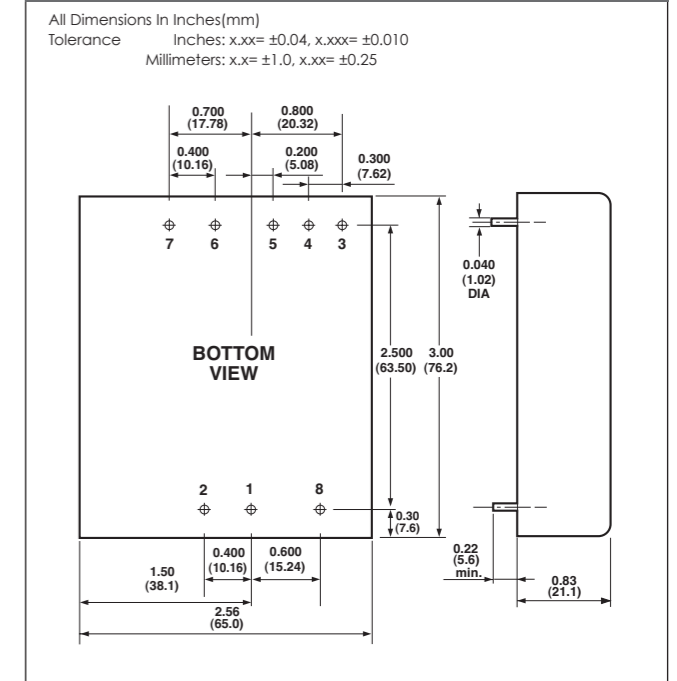 All Dimensions In Inches(mm)
Tolerance Inches: x.xx= ±0.04, x.xxx= ±0.010
Millimeters: x.x= ±1.0, x.xx= ±0.25
0.700 0.800
(17.78) (20.32)
0.400 0.200 0.300
(10.16) (5.08) (7.62)
7 6 5 4 3
0.040
(1.02)
DIA
BOTTOM
VIEW
2.500 3.00
(63.50) (76.2)
2 1 8
0.30
(7.6)
0.400 0.600
(10.16) (15.24)
0.22
(5.6)
min.
1.50
(38.1)
0.83
(21.1)
2.56
(65.0)